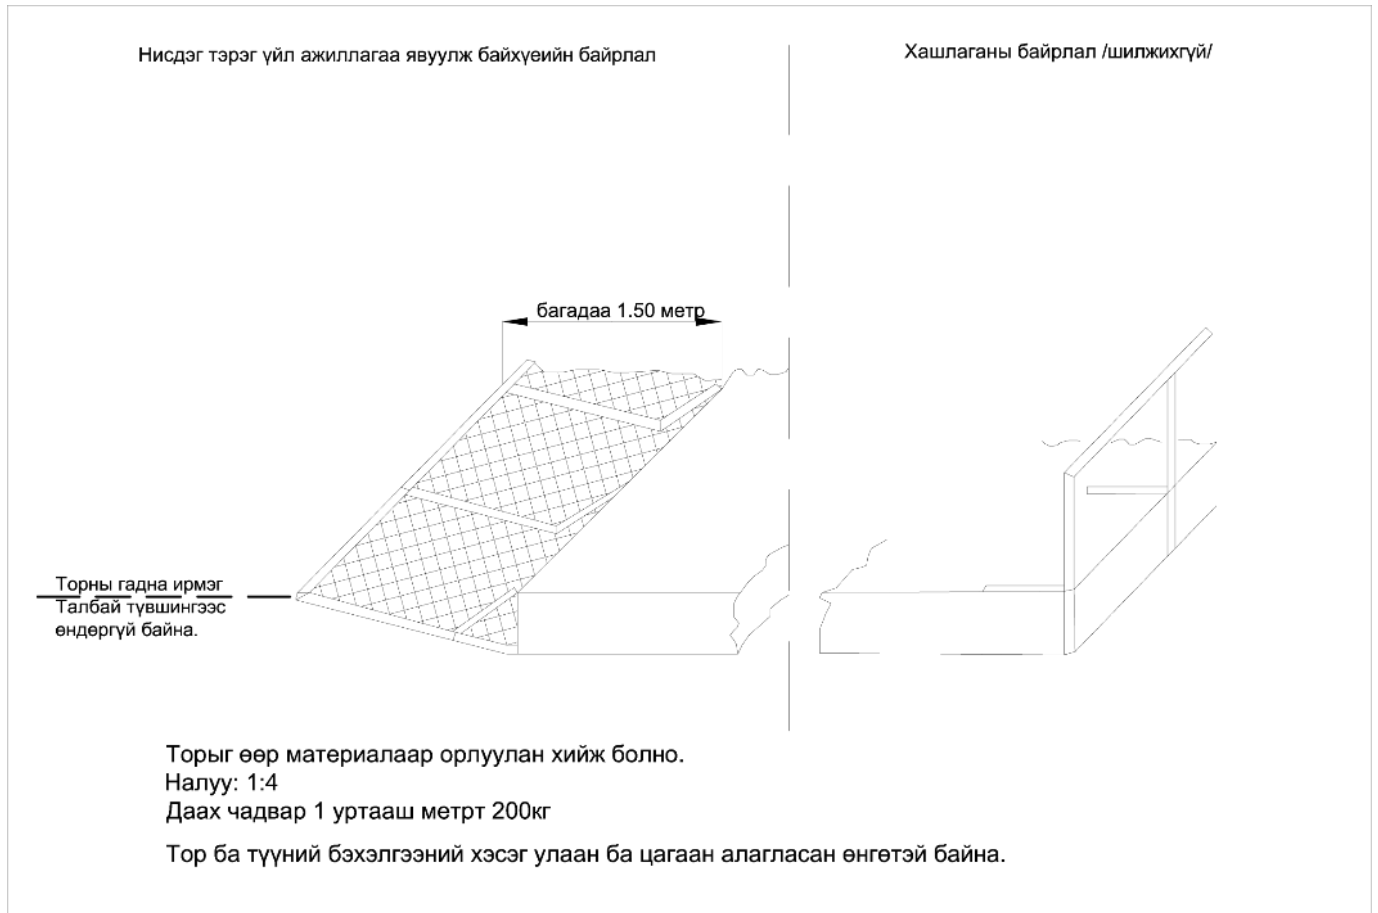 Нисдэг тэрэг үйл ажиллагаа явуулж байхүеийн байрлал
Хашлаганы байрлал /шилжихгүй/
багадаа 1.50 метр
Торны гадна ирмэг
Талбай түвшингээс
өндөргүй байна.
Торыг өөр материалаар орлуулан хийж болно.
Налуу: 1:4
Даах чадвар 1 уртааш метрт 200кг
Тор ба түүний бэхэлгээний хэсэг улаан ба цагаан алагласан өнгөтэй байна.